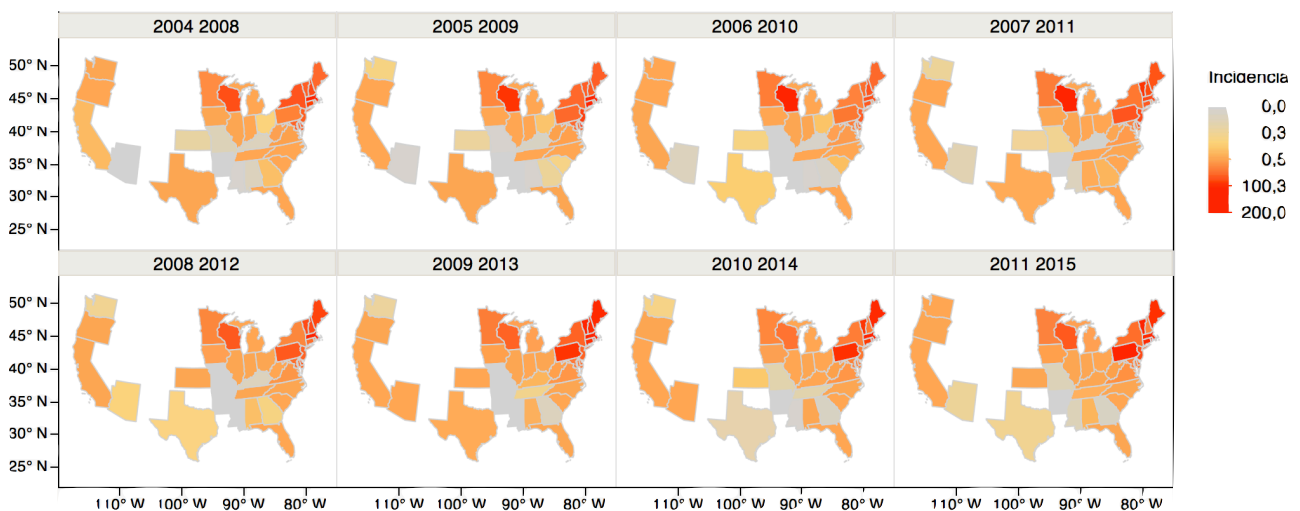 2004 2008
2005 2009
2006 2010
2007 2011
50° N
45° N
40° N
35° N
30° N
25° N
Incidencia
0,0
0,3
0,5
100,3
200,0
2008 2012
2009 2013
2010 2014
2011 2015
50° N
45° N
40° N
35° N
30° N
25° N
110° W 100° W 90° W 80° W
110° W 100° W 90° W 80° W
110° W 100° W 90° W 80° W
110° W 100° W 90° W 80° W